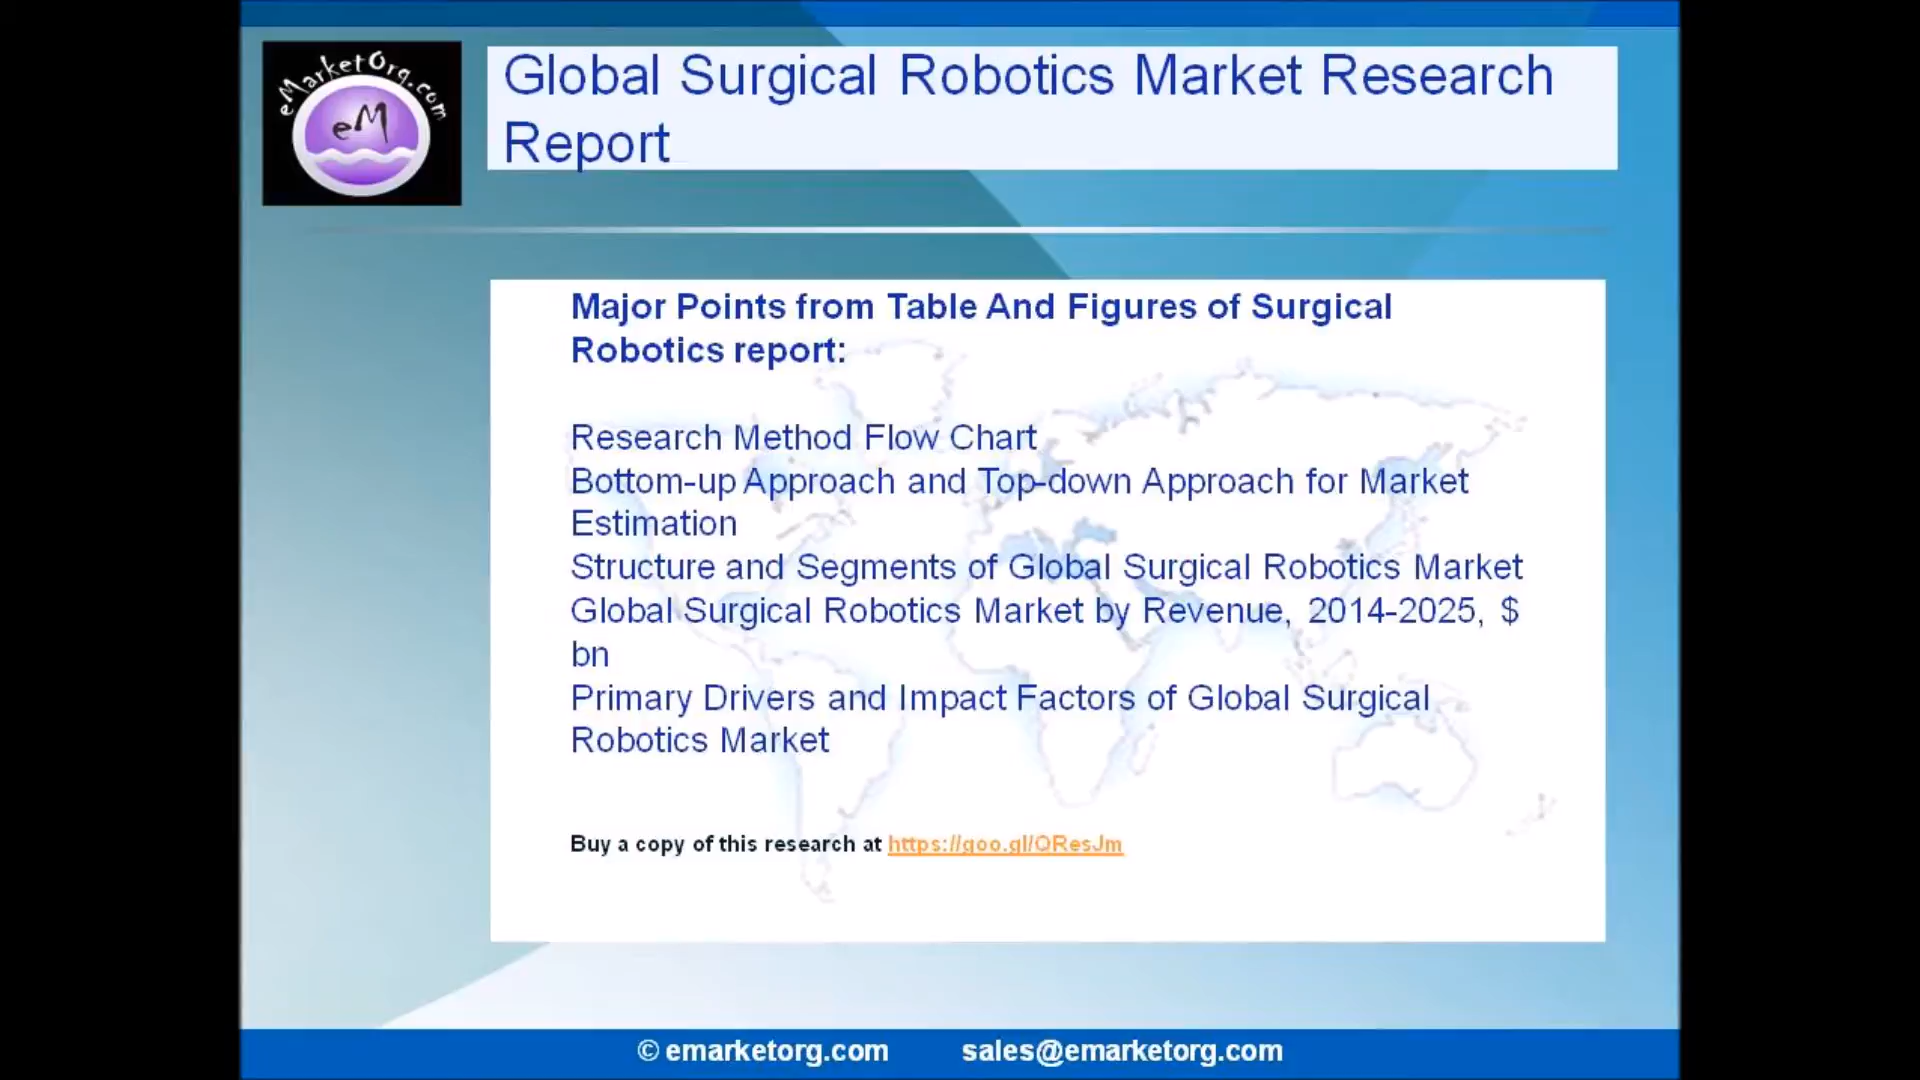 eMarketOrg.com
eM
Global Surgical Robotics Market Research
Report
Major Points from Table And Figures of Surgical
Robotics report:
Research Method Flow Chart
Bottom-up Approach and Top-down Approach for Market
Estimation
Structure and Segments of Global Surgical Robotics Market
Global Surgical Robotics Market by Revenue, 2014-2025, $
bn
Primary Drivers and Impact Factors of Global Surgical
Robotics Market
Buy a copy of this research at https://goo.gl/QResJm
© emarketorg.com sales@emarketorg.com